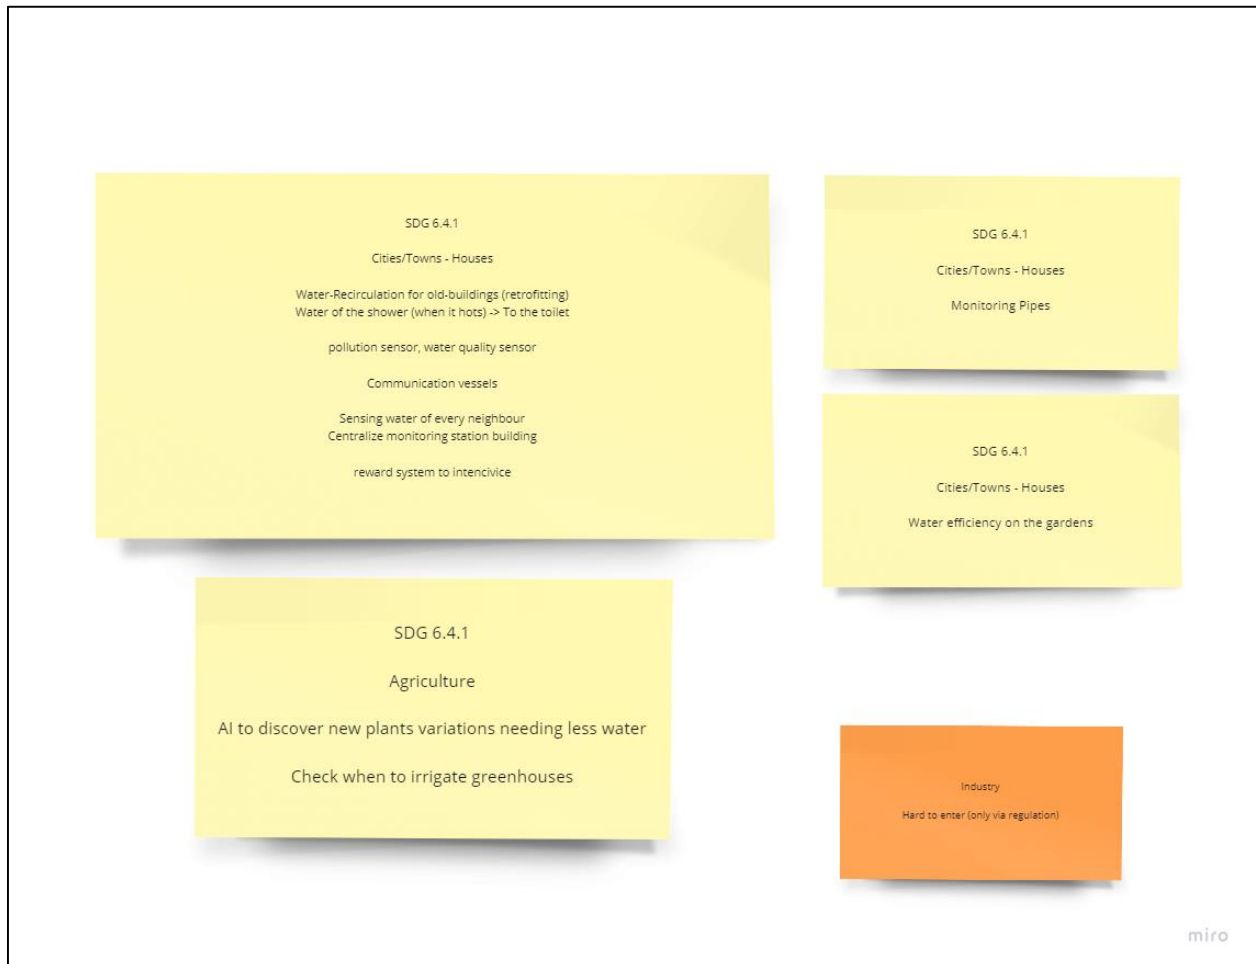 SDG 6.4.1
Cities/Towns - Houses
Water-Recirculation for old-buildings (retrofitting)
Water of the shower (when it hots) -> To the toilet
pollution sensor, water quality sensor
Communication vessels
Sensing water of every neighbour
Centralize monitoring station building
reward system to intencivice
SDG 6.4.1
Cities/Towns - Houses
Monitoring Pipes
SDG 6.4.1
Cities/Towns - Houses
Water efficiency on the gardens
SDG 6.4.1
Agriculture
AI to discover new plants variations needing less water
Check when to irrigate greenhouses
Industry
Hard to enter (only via regulation)
miro